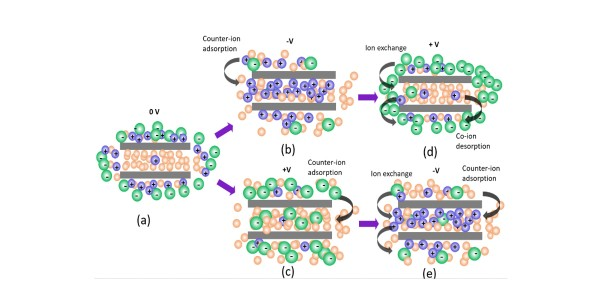 Counter-ion
adsorption
-V
Ion exchange
+ V
0 V
(b)
(d)
Co-ion
desorption
+V
Counter-ion
adsorption
Ion exchange
-V
Counter-ion
adsorption
(a)
(c)
(e)